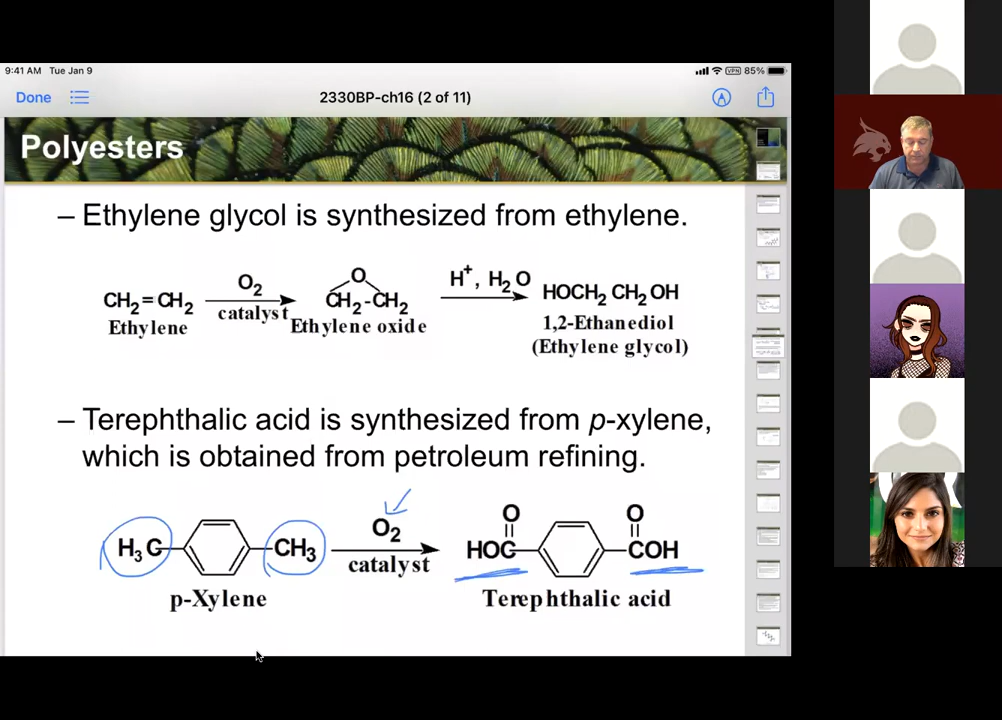 9:41 AM Tue Jan 9
VPN 85%
Done
2330BP-ch16 (2 of 11)
Polyesters
– Ethylene glycol is synthesized from ethylene.
CH2=CH2
Ethylene
O2
catalyst
O
CH2-CH2
Ethylene oxide
H+, H2O
HOCH2 CH2OH
1,2-Ethanediol
(Ethylene glycol)
– Terephthalic acid is synthesized from p-xylene,
which is obtained from petroleum refining.
H3C
CH3
p-Xylene
O2
catalyst
O O
HOC COH
Terephthalic acid